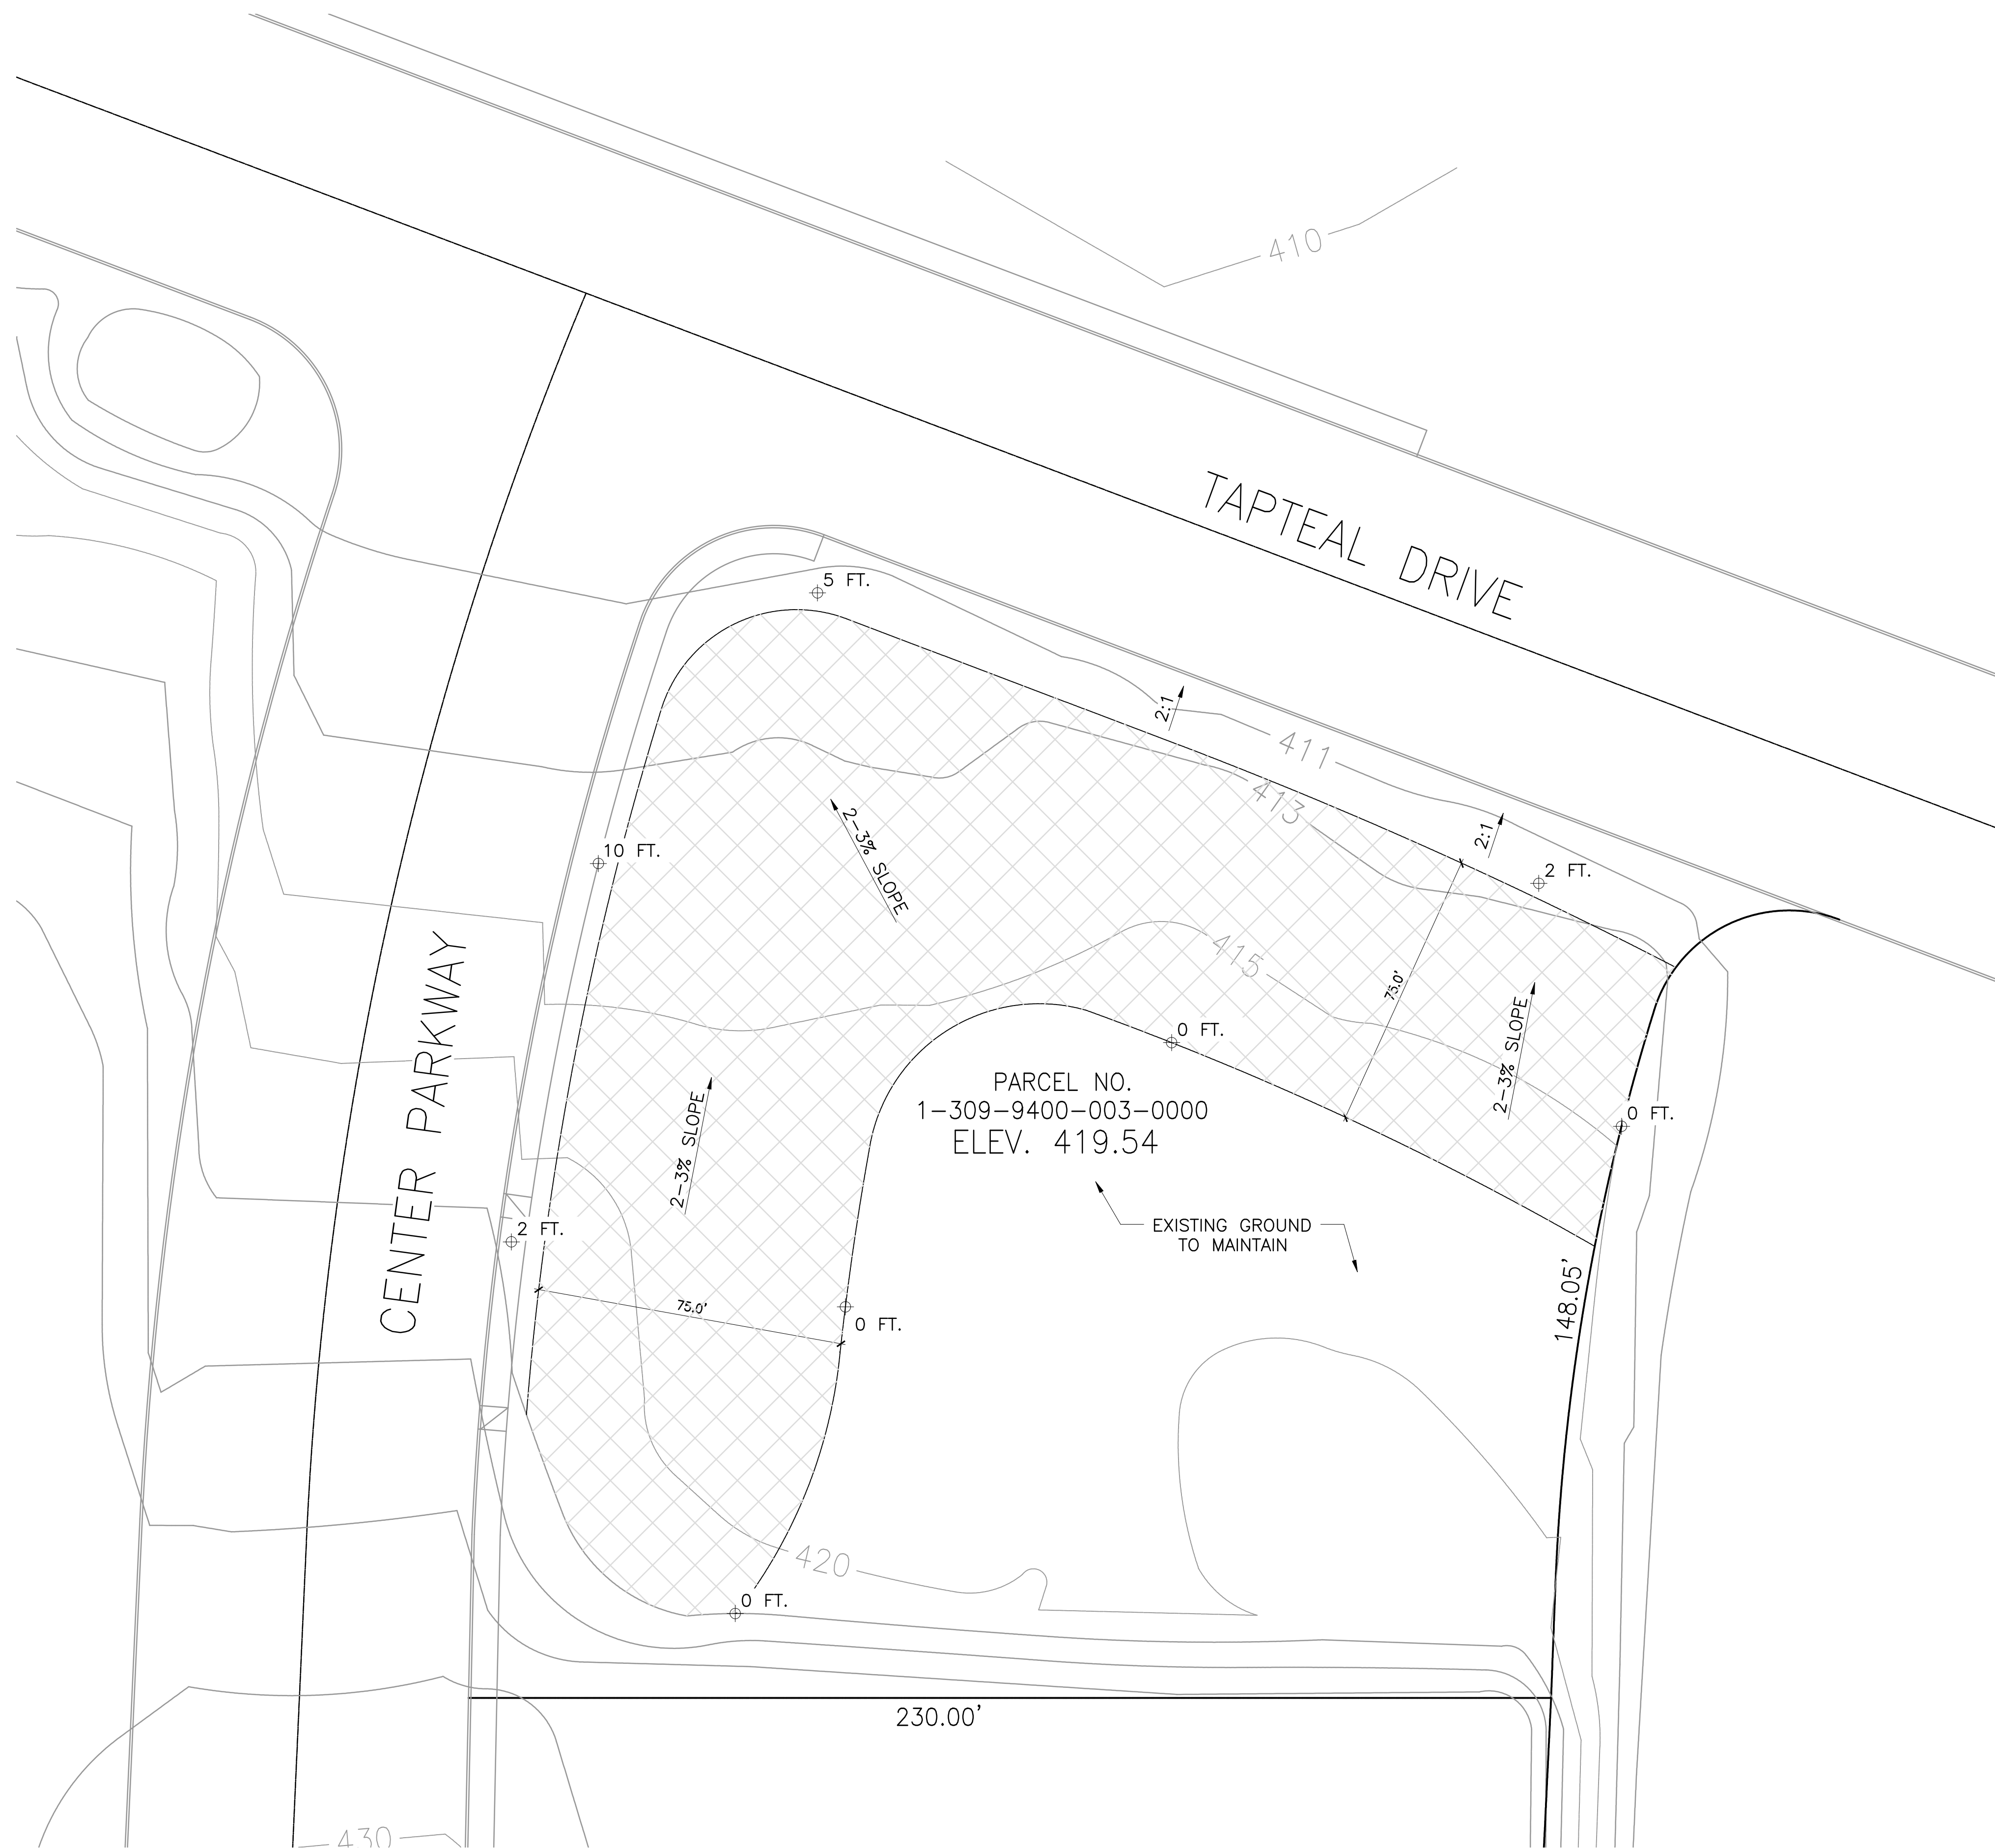 410
TAPTEAL DRIVE
5 FT.
2:1
411
413
2:1
10 FT.
2-3% SLOPE
2 FT.
CENTER PARKWAY
415
75.0'
2-3% SLOPE
0 FT.
PARCEL NO.
1-309-9400-003-0000
ELEV. 419.54
0 FT.
2-3% SLOPE
EXISTING GROUND
TO MAINTAIN
2 FT.
75.0'
0 FT.
148.05'
420
0 FT.
230.00'
430